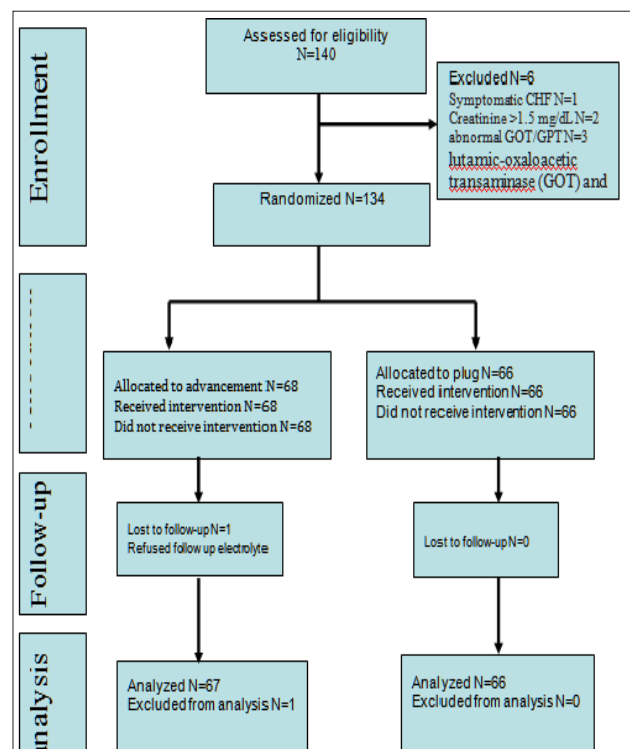 Enrollment
Assessed for eligibility
N=140
Excluded N=6
Symptomatic CHF N=1
Creatinine >1.5 mg/dL N=2
abnormal GOT/GPT N=3
lutamic-oxaloacetic
transaminase (GOT) and
Randomized N=134
Allocated to advancement N=68
Received intervention N=68
Did not receive intervention N=68
Allocated to plug N=66
Received intervention N=66
Did not receive intervention N=66
Follow-up
Lost to follow-up N=1
Refused follow up electrolyte
Lost to follow-up N=0
nalysis
Analyzed N=67
Excluded from analysis N=1
Analyzed N=66
Excluded from analysis N=0